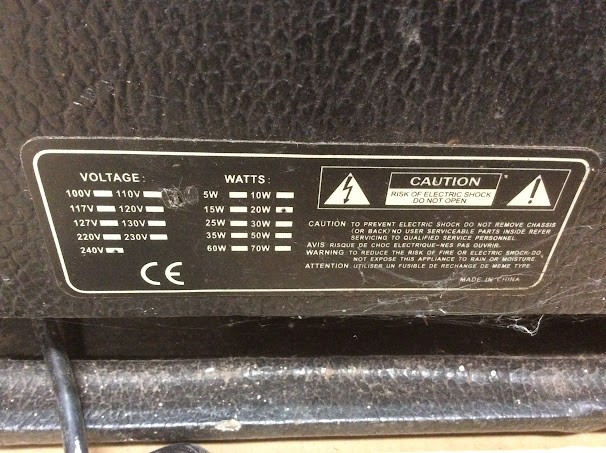 VOLTAGE:
100V 110V
117V 120V
127V 130V
220V 230V
240V
CE
WATTS:
5W 10W
15W 20W
25W 30W
35W 50W
60W 70W
CAUTION
RISK OF ELECTRIC SHOCK
DO NOT OPEN
CAUTION TO PREVENT ELECTRIC SHOCK DO NOT REMOVE CHASSIS
(OR BACK) NO USER SERVICEABLE PARTS INSIDE REFER
SERVICING TO QUALIFIED SERVICE PERSONNEL.
AVIS RISQUE DE CHOC ELECTRIQUE-NES PAS OUVRIR.
WARNING: TO REDUCE THE RISK OF FIRE OR ELECTRIC SHOCK-DO
NOT EXPOSE THIS APPLIANCE TO RAIN OR MOISTURE.
ATTENTION UTILISER UN FUSIBLE DE RECHANGE DE MEME TYPE
MADE IN CHINA